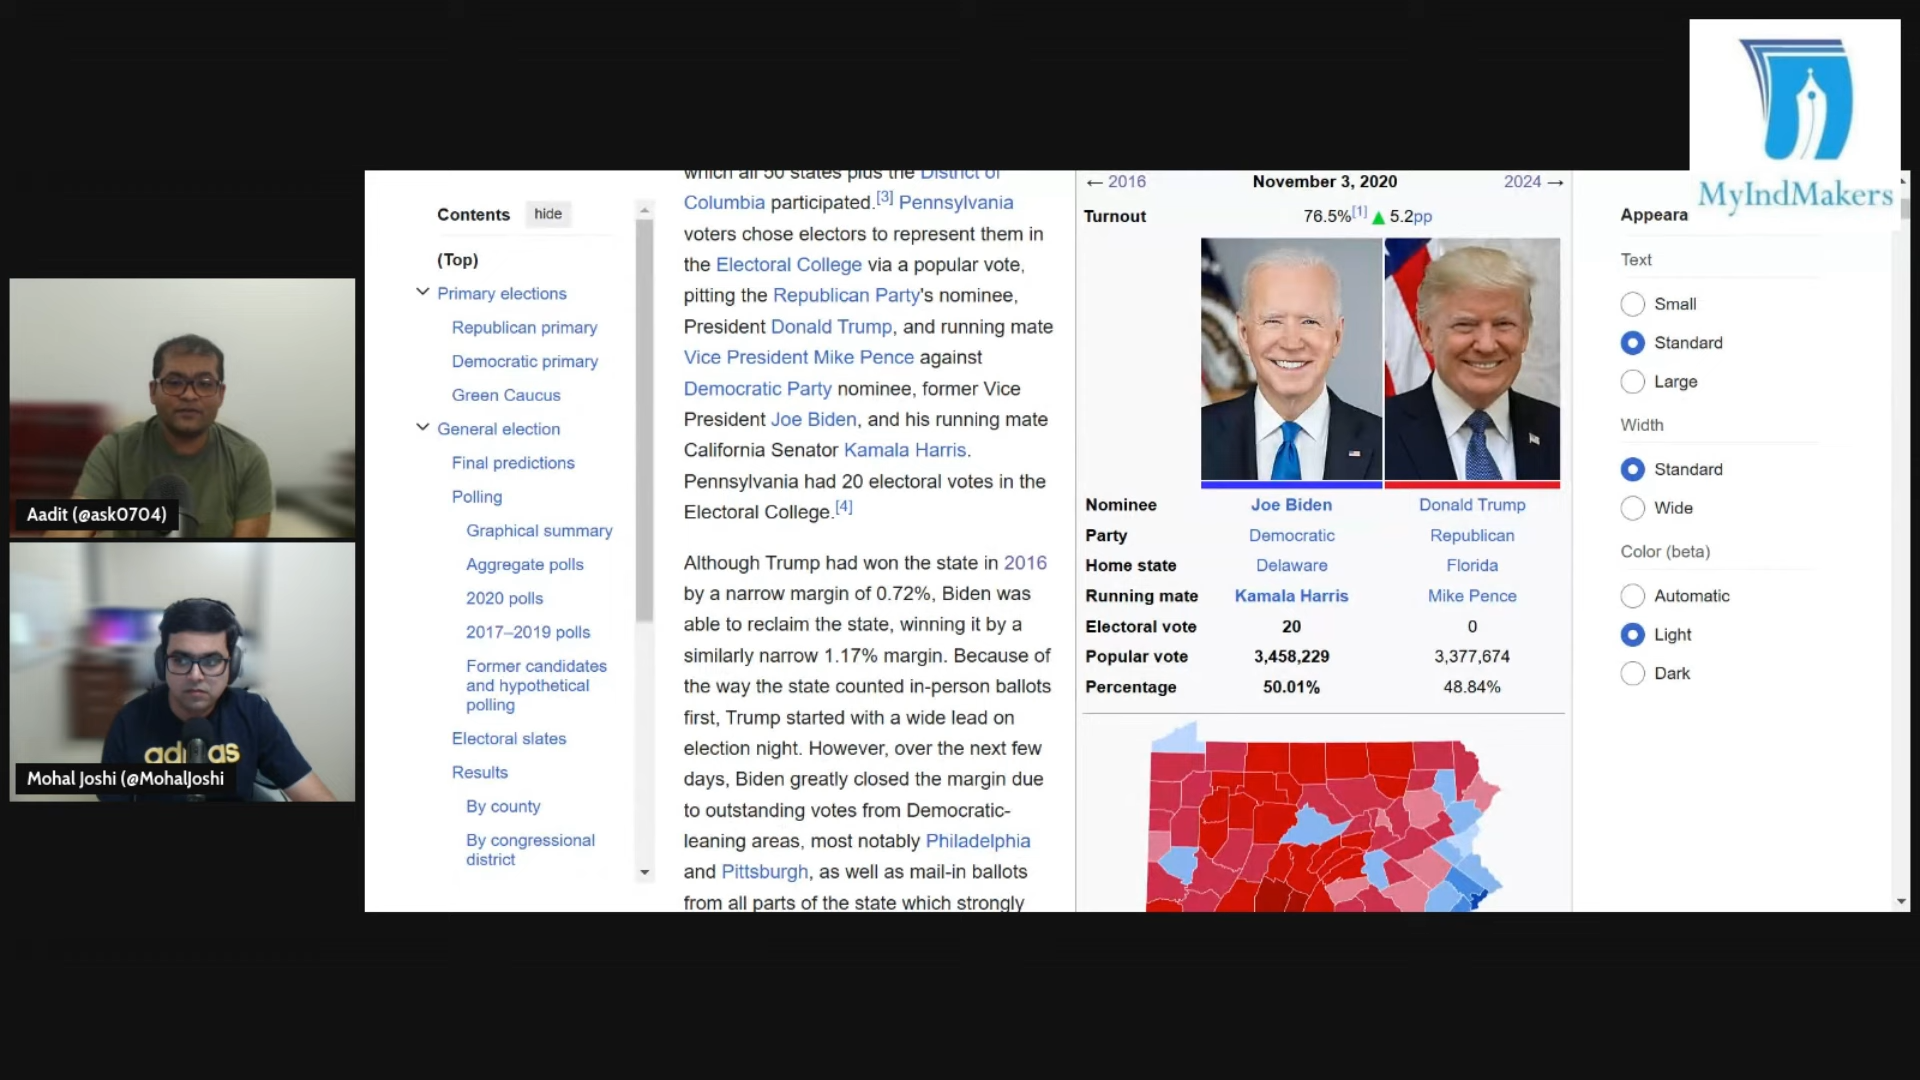 MyIndMakers
Aadit (@ask0704)
adidas
Mohal Joshi (@MohalJoshi
Contents hide
(Top)
Primary elections
Republican primary
Democratic primary
Green Caucus
General election
Final predictions
Polling
Graphical summary
Aggregate polls
2020 polls
2017–2019 polls
Former candidates
and hypothetical
polling
Electoral slates
Results
By county
By congressional
district
which all 50 states plus the District of
Columbia participated.[3] Pennsylvania
voters chose electors to represent them in
the Electoral College via a popular vote,
pitting the Republican Party's nominee,
President Donald Trump, and running mate
Vice President Mike Pence against
Democratic Party nominee, former Vice
President Joe Biden, and his running mate
California Senator Kamala Harris.
Pennsylvania had 20 electoral votes in the
Electoral College.[4]
Although Trump had won the state in 2016
by a narrow margin of 0.72%, Biden was
able to reclaim the state, winning it by a
similarly narrow 1.17% margin. Because of
the way the state counted in-person ballots
first, Trump started with a wide lead on
election night. However, over the next few
days, Biden greatly closed the margin due
to outstanding votes from Democratic-
leaning areas, most notably Philadelphia
and Pittsburgh, as well as mail-in ballots
from all parts of the state which strongly
← 2016 November 3, 2020 2024 →
Turnout 76.5%[1] ▲ 5.2pp
Nominee Joe Biden Donald Trump
Party Democratic Republican
Home state Delaware Florida
Running mate Kamala Harris Mike Pence
Electoral vote 20 0
Popular vote 3,458,229 3,377,674
Percentage 50.01% 48.84%
Appeara
Text
Small
Standard
Large
Width
Standard
Wide
Color (beta)
Automatic
Light
Dark